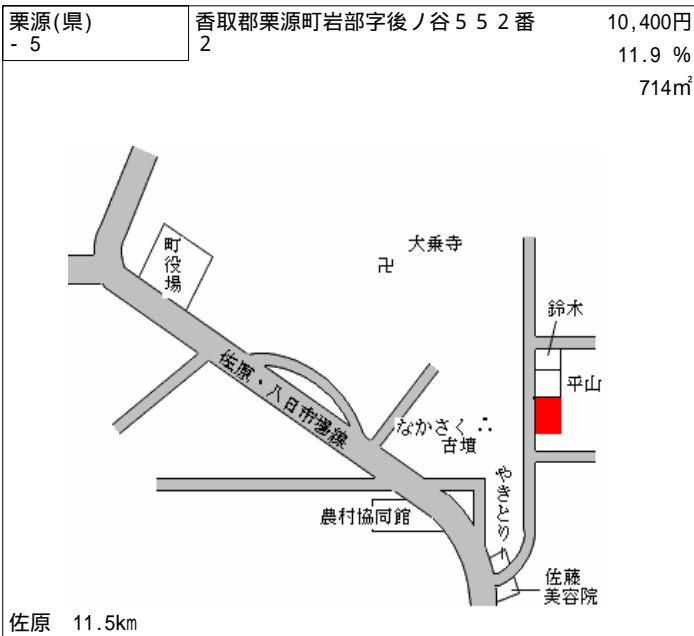 栗源(県)
- 5
香取郡栗源町岩部字後ノ谷５５２番
2
10,400円
11.9 %
714㎡
町役場
大乗寺
卍
鈴木
平山
佐原・八日市場線
なかさく
古墳
やきとり
農村協同館
佐藤
美容院
佐原 11.5km